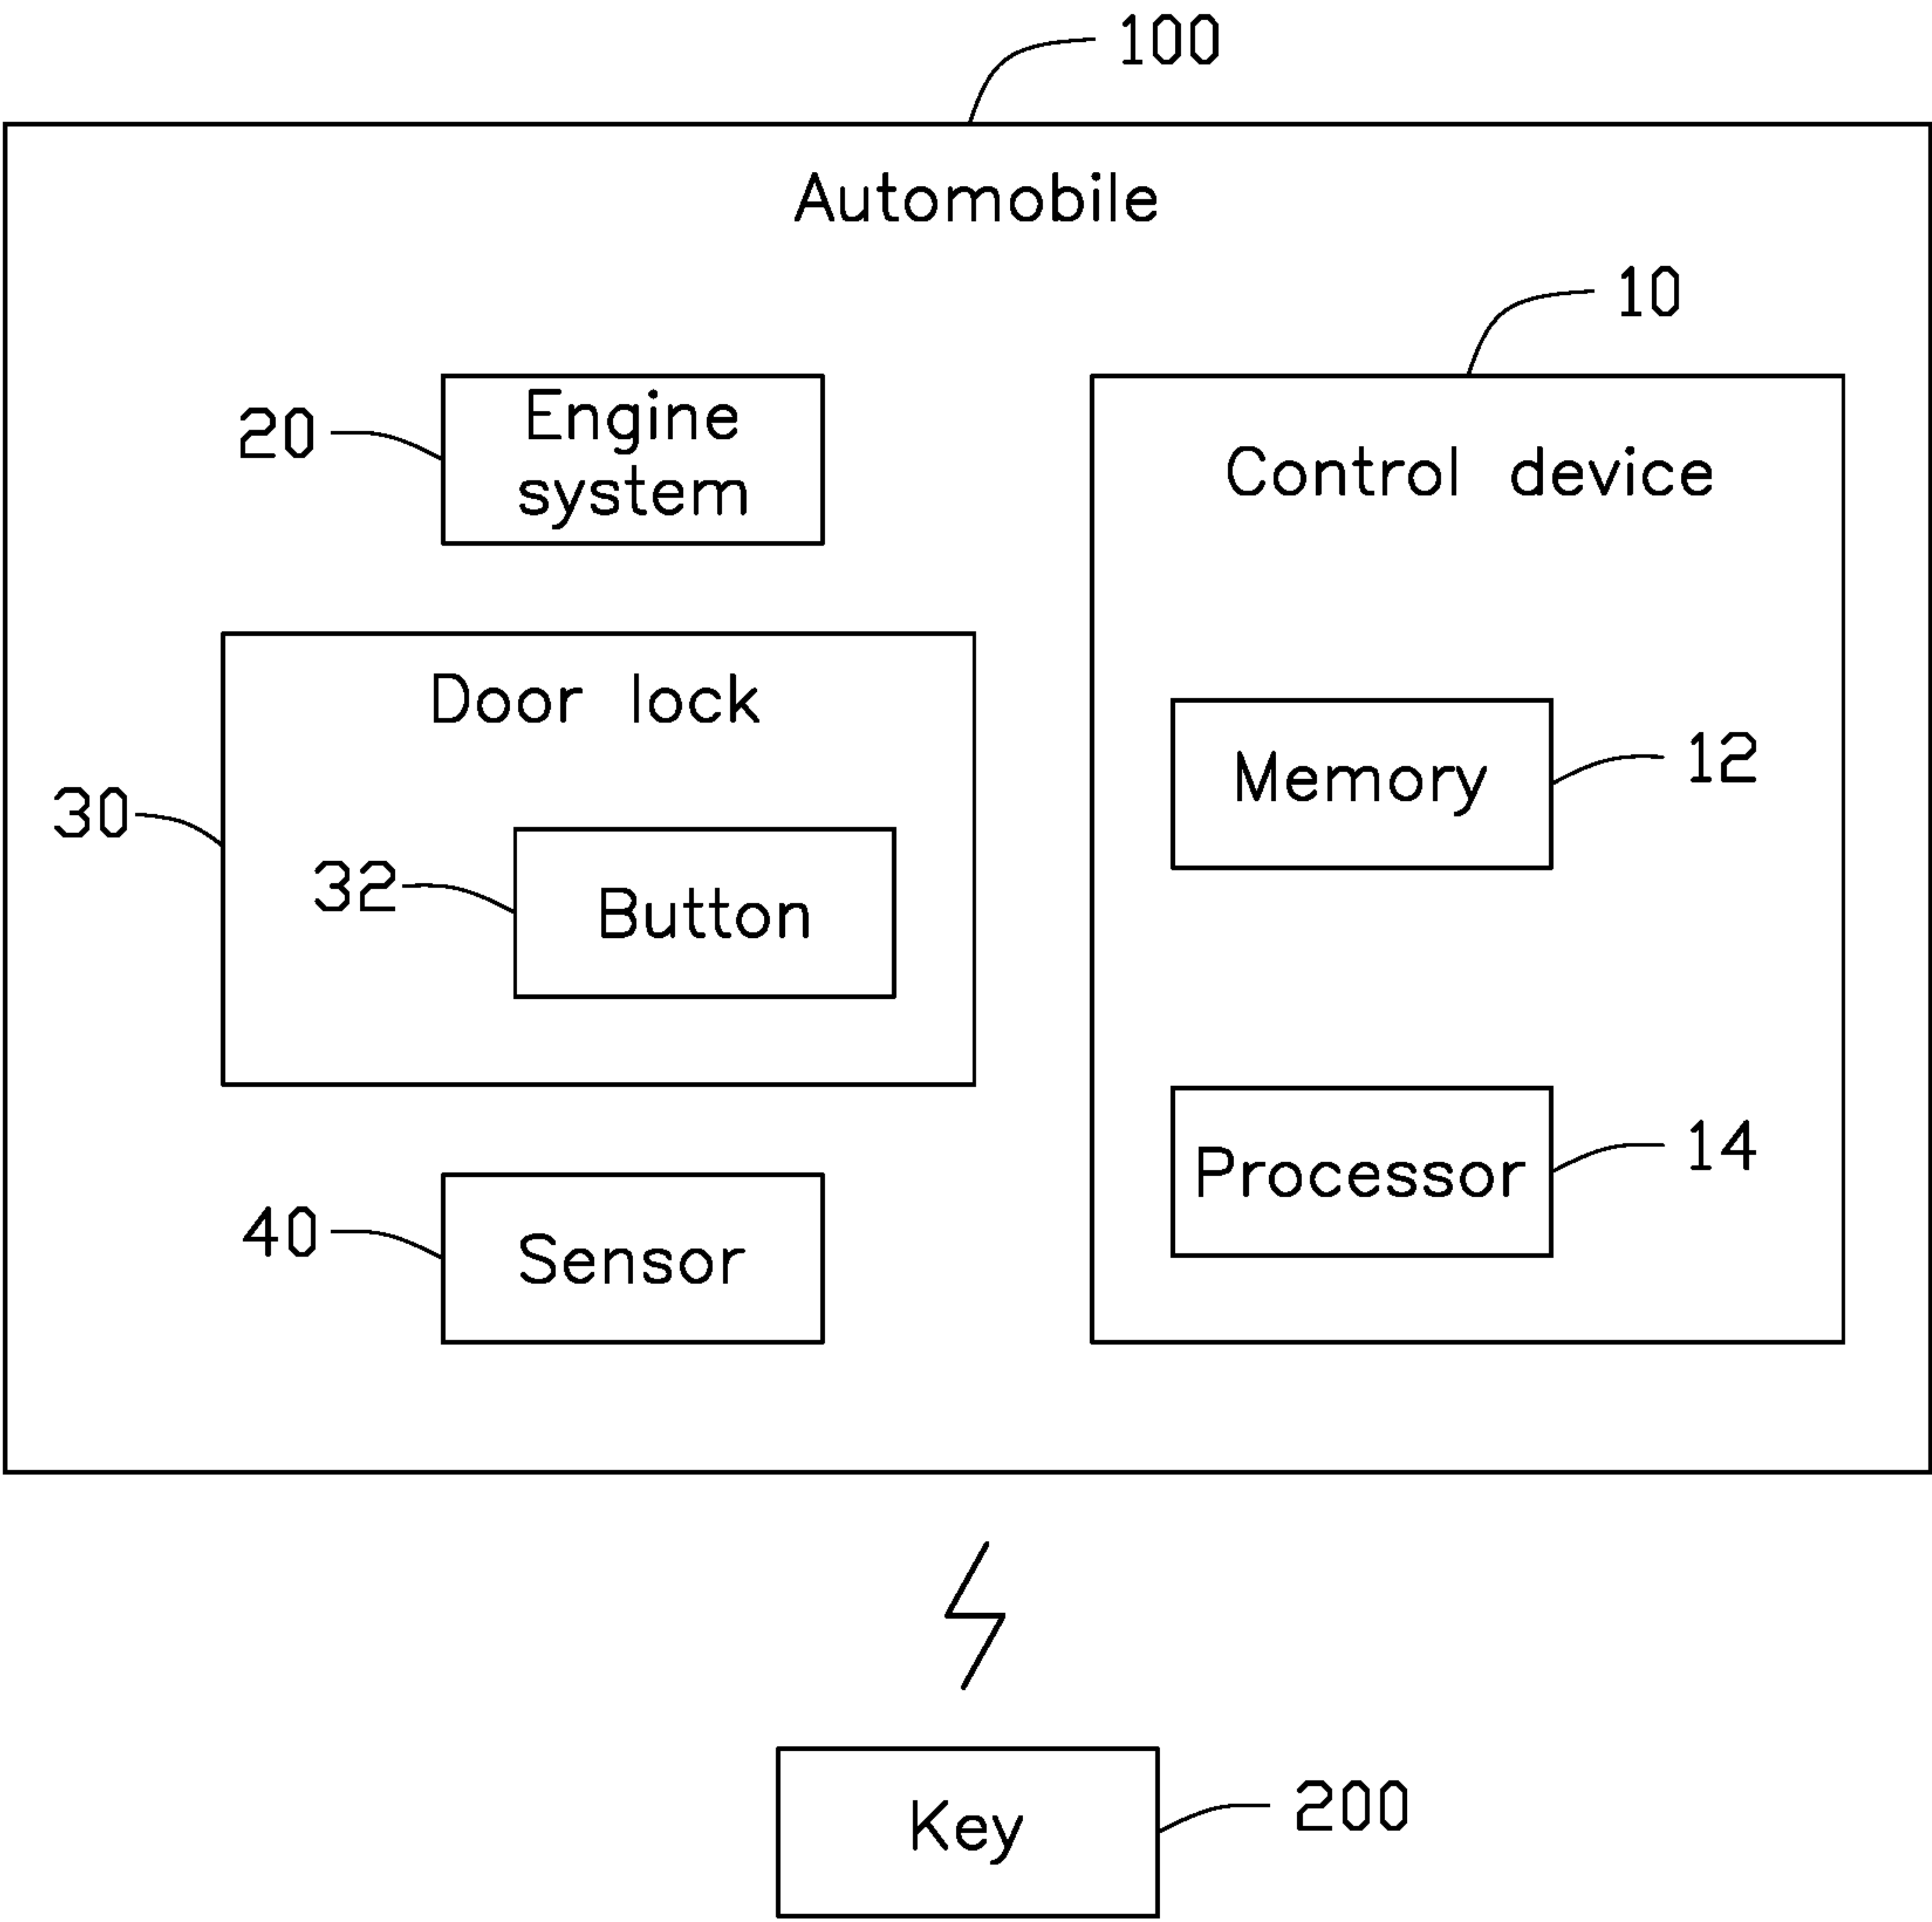 100
Automobile
10
20
Engine
system
Control device
Door lock
30
32
Button
Memory
12
Processor
14
40
Sensor
Key
200